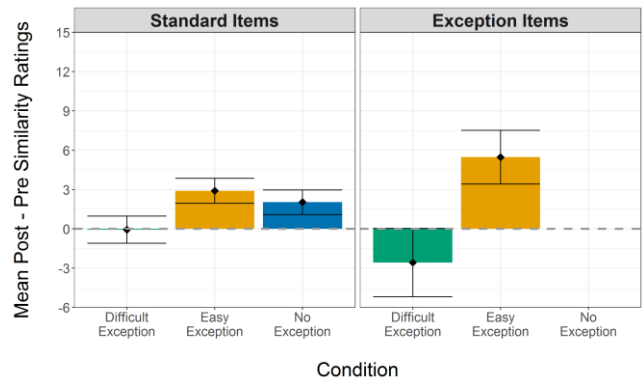 Standard Items
Exception Items
Mean Post - Pre Similarity Ratings
15
12
9
6
3
0
-3
-6
Difficult
Exception
Easy
Exception
No
Exception
Difficult
Exception
Easy
Exception
No
Exception
Condition